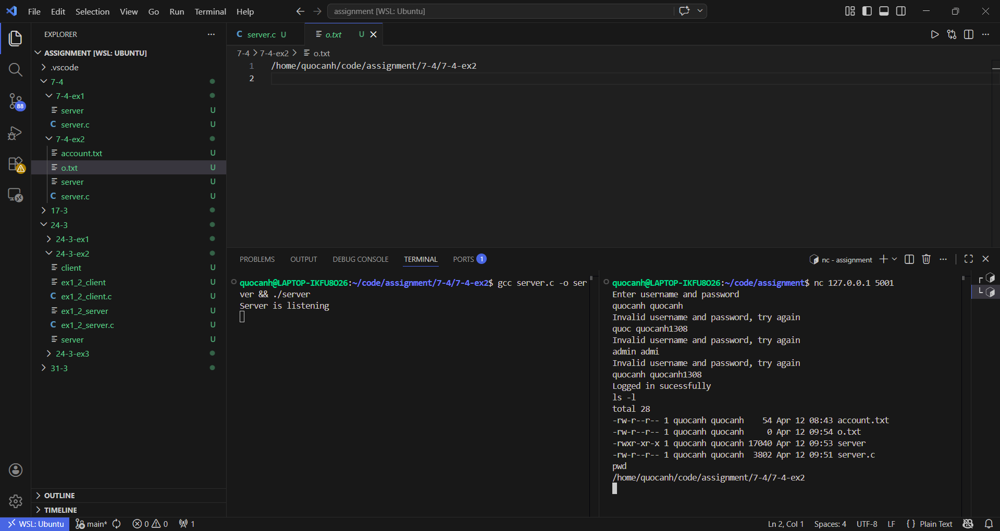 File Edit Selection View Go Run Terminal Help
assignment [WSL: Ubuntu]
EXPLORER
ASSIGNMENT [WSL: UBUNTU]
.vscode
7-4
7-4-ex1
server U
C server.c U
7-4-ex2
account.txt U
o.txt U
server U
C server.c U
17-3
24-3
24-3-ex1
24-3-ex2
client U
ex1_2_client U
C ex1_2_client.c U
ex1_2_server U
C ex1_2_server.c U
server U
24-3-ex3
31-3
OUTLINE
TIMELINE
88
C server.c U
o.txt U
7-4 > 7-4-ex2 > o.txt
1 /home/quocanh/code/assignment/7-4/7-4-ex2
2
PROBLEMS OUTPUT DEBUG CONSOLE TERMINAL PORTS 1
nc - assignment
quocanh@LAPTOP-IKFU8O26:~/code/assignment/7-4/7-4-ex2$ gcc server.c -o ser
ver && ./server
Server is listening
quocanh@LAPTOP-IKFU8O26:~/code/assignment$ nc 127.0.0.1 5001
Enter username and password
quocanh quocanh
Invalid username and password, try again
quoc quocanh1308
Invalid username and password, try again
admin admi
Invalid username and password, try again
quocanh quocanh1308
Logged in sucessfully
ls -l
total 28
-rw-r--r-- 1 quocanh quocanh    54 Apr 12 08:43 account.txt
-rw-r--r-- 1 quocanh quocanh     0 Apr 12 09:54 o.txt
-rwxr-xr-x 1 quocanh quocanh 17040 Apr 12 09:53 server
-rw-r--r-- 1 quocanh quocanh  3802 Apr 12 09:51 server.c
pwd
/home/quocanh/code/assignment/7-4/7-4-ex2
WSL: Ubuntu main* 0 0 1 Ln 2, Col 1 Spaces: 4 UTF-8 LF {} Plain Text